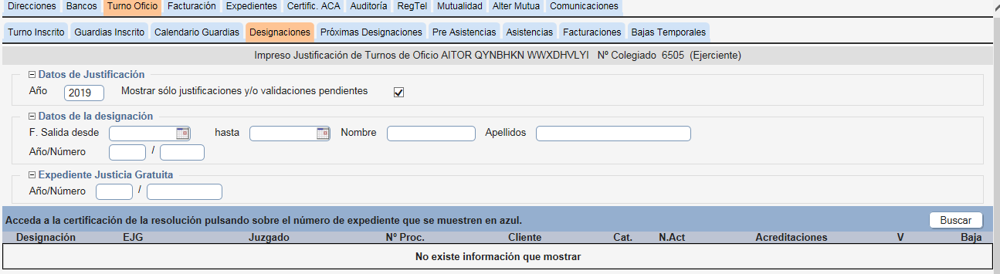 Direcciones Bancos Turno Oficio Facturación Expedientes Certific. ACA Auditoría RegTel Mutualidad Alter Mutua Comunicaciones
Turno Inscrito Guardias Inscrito Calendario Guardias Designaciones Próximas Designaciones Pre Asistencias Asistencias Facturaciones Bajas Temporales
Impreso Justificación de Turnos de Oficio AITOR QYNBHKN WWXDHVLYI Nº Colegiado 6505 (Ejerciente)
Datos de Justificación
Año 2019 Mostrar sólo justificaciones y/o validaciones pendientes
Datos de la designación
F. Salida desde hasta Nombre Apellidos
Año/Número /
Expediente Justicia Gratuita
Año/Número /
Acceda a la certificación de la resolución pulsando sobre el número de expediente que se muestren en azul. Buscar
Designación EJG Juzgado Nº Proc. Cliente Cat. N.Act Acreditaciones V Baja
No existe información que mostrar